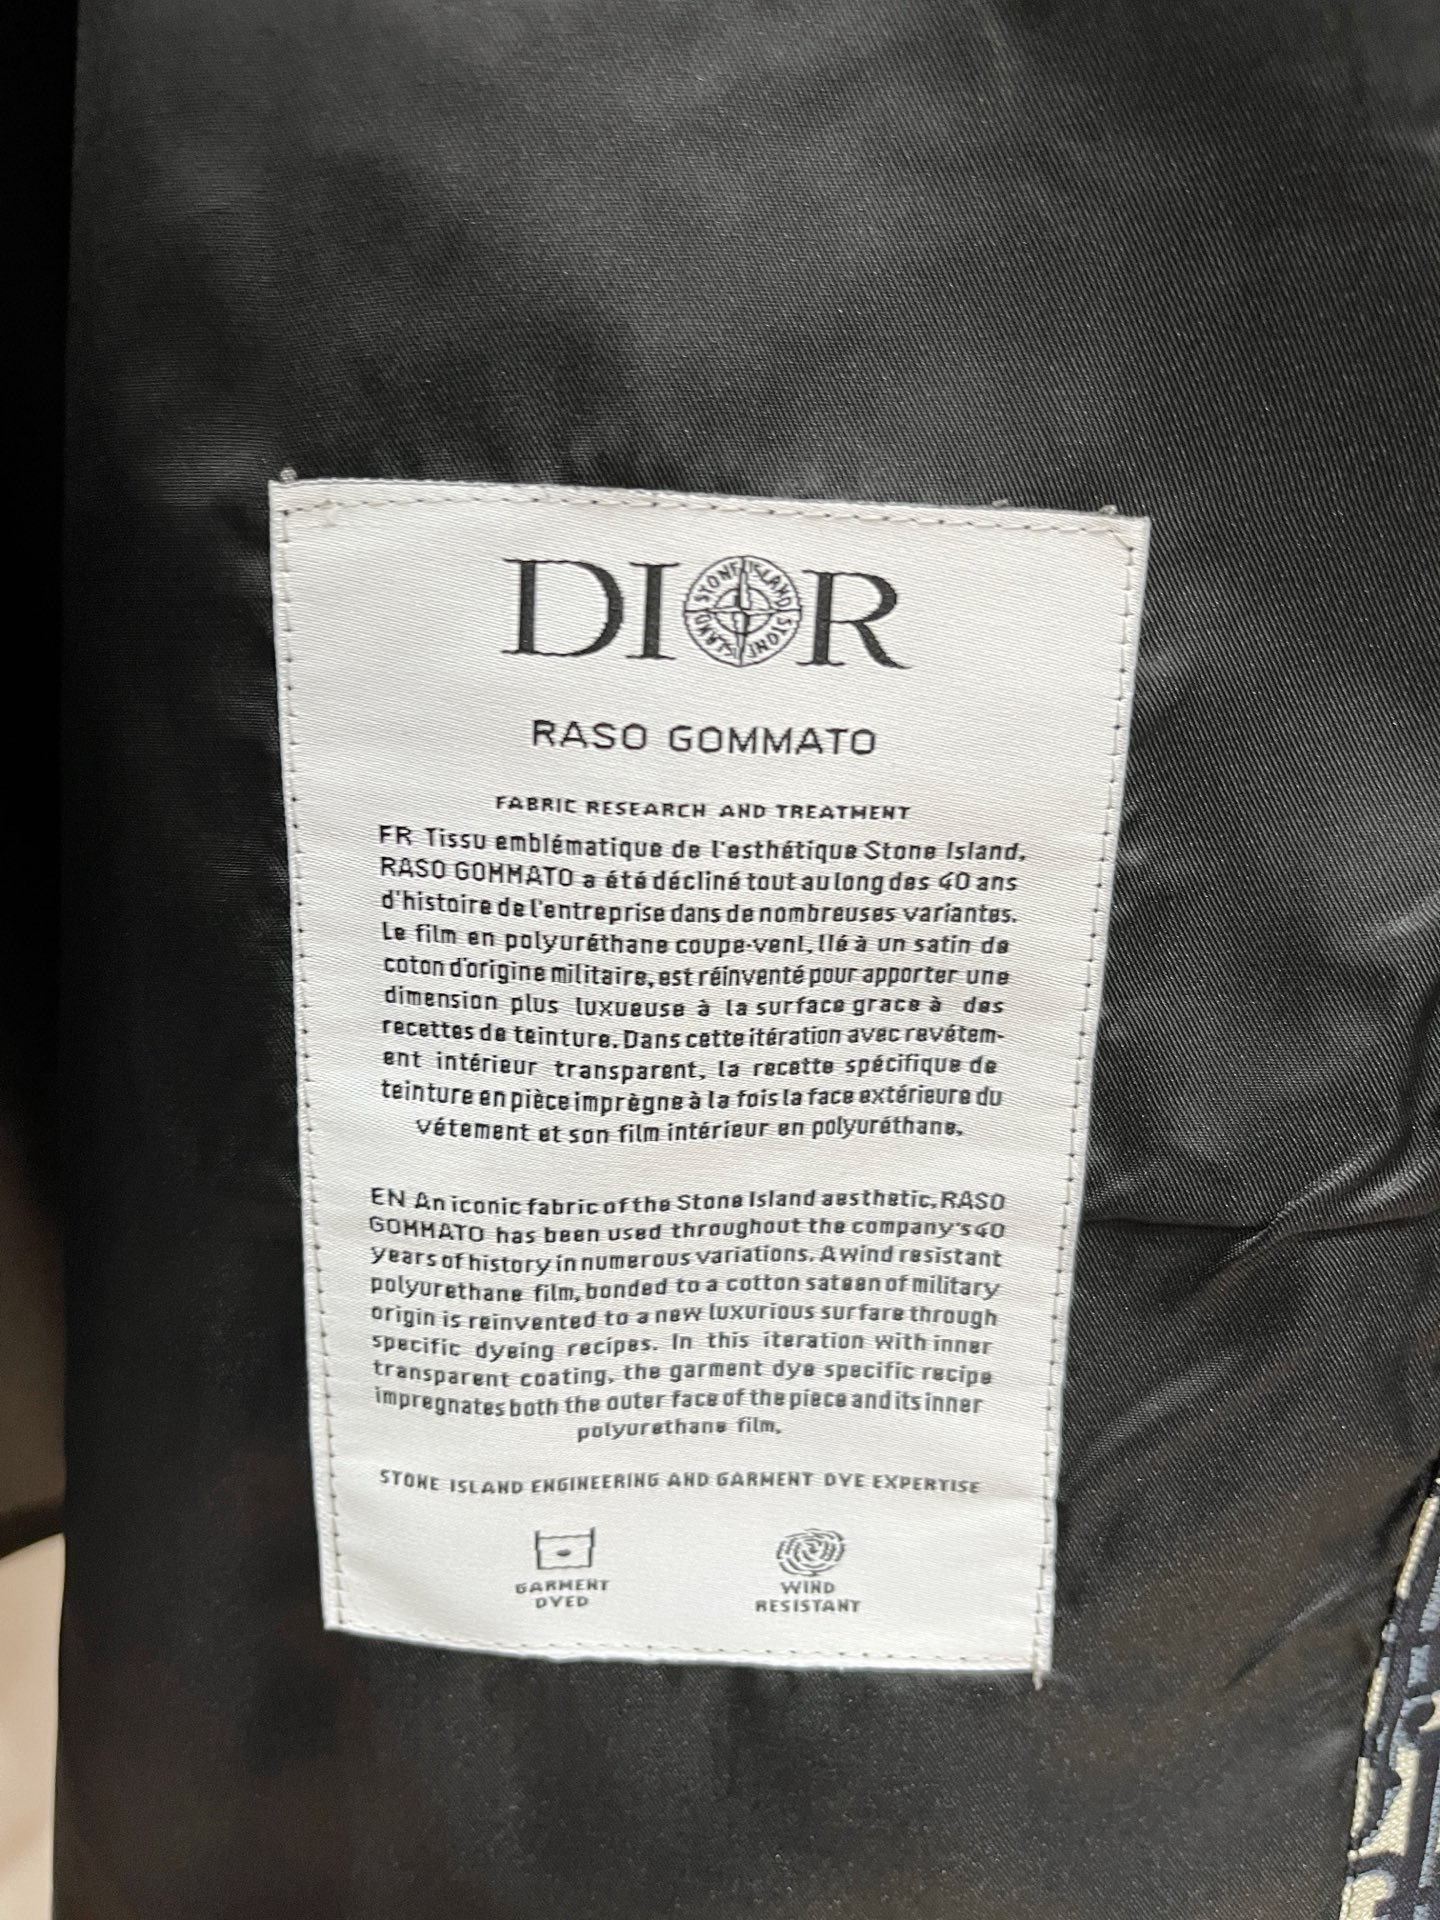 DIOR
STONE ISLAND STONE ISLAND
RASO GOMMATO
FABRIC RESEARCH AND TREATMENT
FR Tissu emblématique de l'esthétique Stone Island,
RASO GOMMATO a été décliné tout au long des 40 ans
d'histoire de l'entreprise dans de nombreuses variantes.
Le film en polyuréthane coupe-venl, llé à un satin de
coton d'origine militaire, est réinventé pour apporter une
dimension plus luxueuse à la surface grace à des
recettes de teinture. Dans cette itération avec revêtem-
ent intérieur transparent, la recette spécifique de
teinture en pièce imprègne à la fois la face extérieure du
vêtement et son film intérieur en polyuréthane.
EN An iconic fabric of the Stone Island aesthetic, RASO
GOMMATO has been used throughout the company's 40
years of history in numerous variations. A wind resistant
polyurethane film, bonded to a cotton sateen of military
origin is reinvented to a new luxurious surfare through
specific dyeing recipes. In this iteration with inner
transparent coating, the garment dye specific recipe
impregnates both the outer face of the piece and its inner
polyurethane film.
STONE ISLAND ENGINEERING AND GARMENT DYE EXPERTISE
GARMENT
DYED
WIND
RESISTANT